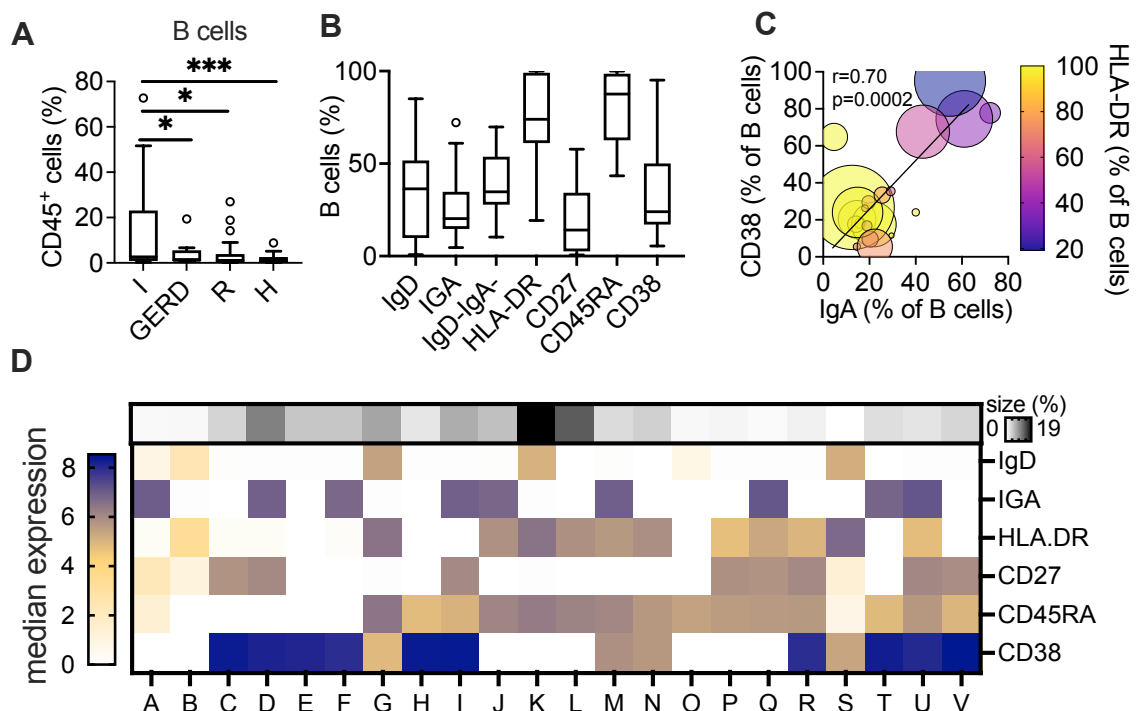 A
B cells
CD45+ cells (%)
80
60
40
20
0
***
*
*
I
GERD
R
H
B
B cells (%)
100
50
0
IgD
IGA
IgD-IgA-
HLA-DR
CD27
CD45RA
CD38
C
CD38 (% of B cells)
100
80
60
40
20
0
r=0.70
p=0.0002
0 20 40 60 80
IgA (% of B cells)
100
80
60
40
20
HLA-DR (% of B cells)
D
size (%)
0 19
median expression
8
6
4
2
0
IgD
IGA
HLA.DR
CD27
CD45RA
CD38
A B C D E F G H I J K L M N O P Q R S T U V